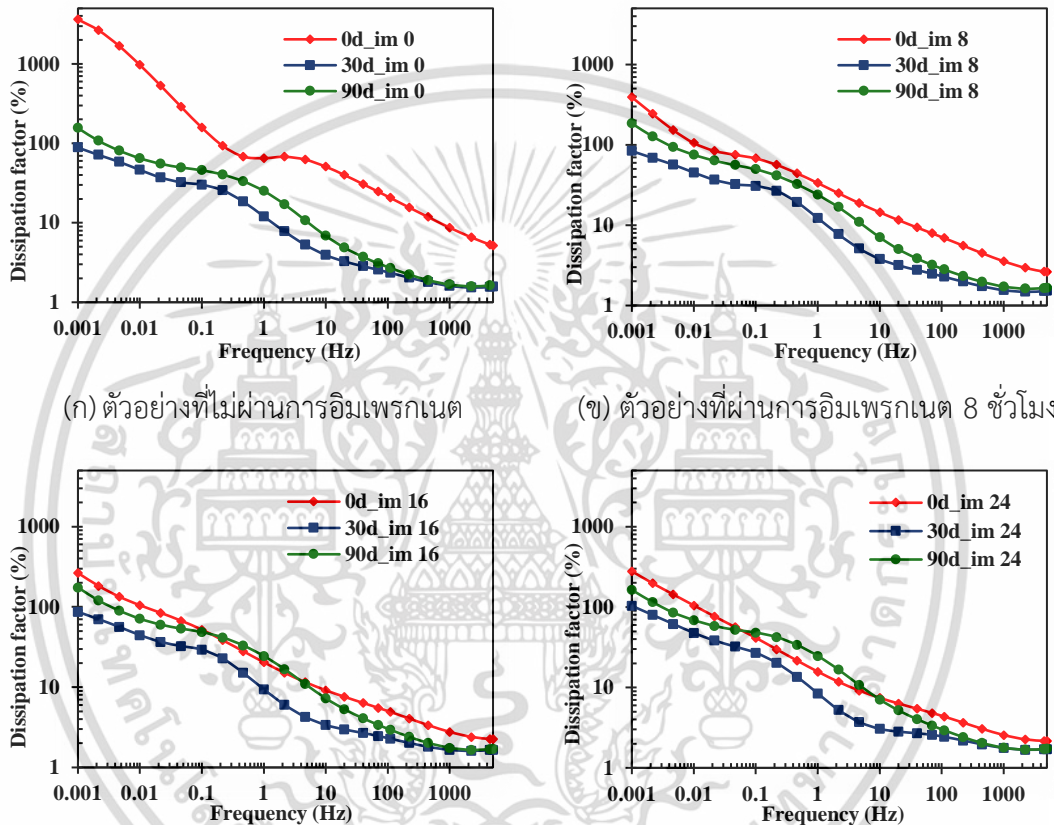 1000
100
10
1
Dissipation factor (%)
0d_im 0
30d_im 0
90d_im 0
0.001 0.01 0.1 1 10 100 1000
Frequency (Hz)
(ก) ตัวอย่างที่ไม่ผ่านการอิมเพรกเนต
1000
100
10
1
Dissipation factor (%)
0d_im 8
30d_im 8
90d_im 8
0.001 0.01 0.1 1 10 100 1000
Frequency (Hz)
(ข) ตัวอย่างที่ผ่านการอิมเพรกเนต 8 ชั่วโมง
1000
100
10
1
Dissipation factor (%)
0d_im 16
30d_im 16
90d_im 16
0.001 0.01 0.1 1 10 100 1000
Frequency (Hz)
1000
100
10
1
Dissipation factor (%)
0d_im 24
30d_im 24
90d_im 24
0.001 0.01 0.1 1 10 100 1000
Frequency (Hz)